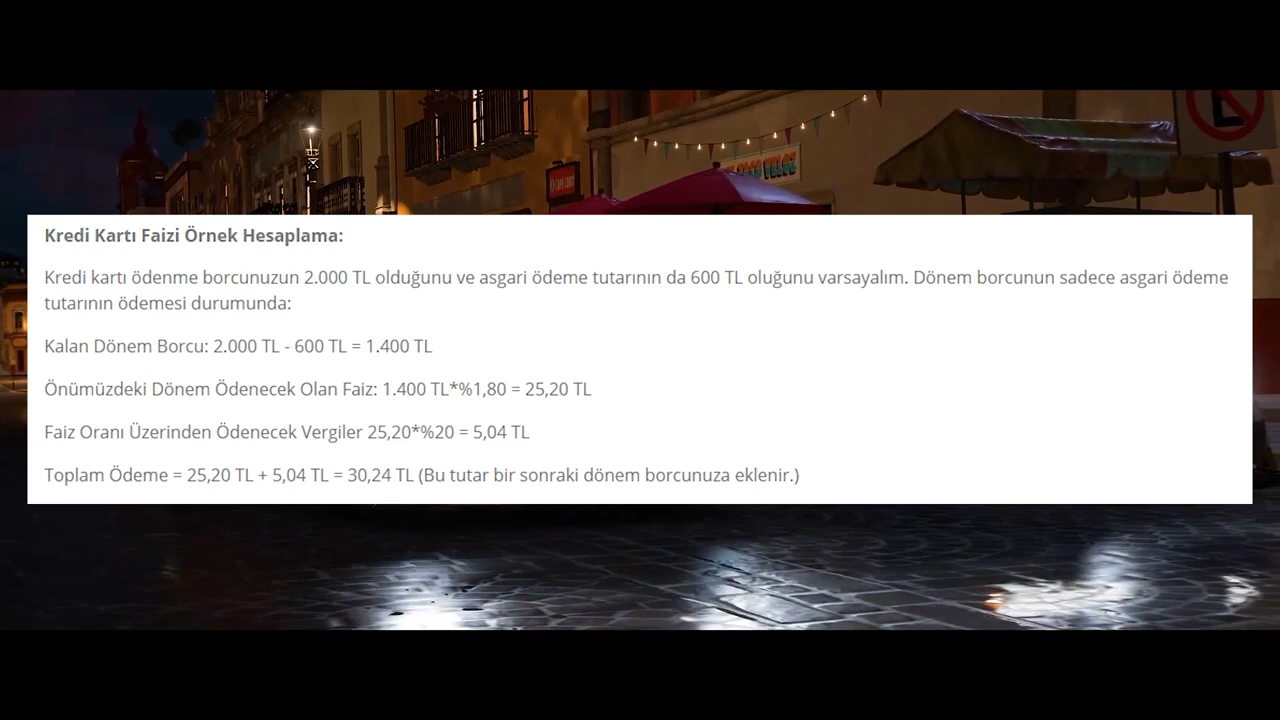 Kredi Kartı Faizi Örnek Hesaplama:
Kredi kartı ödenme borcunuzun 2.000 TL olduğunu ve asgari ödeme tutarının da 600 TL oluğunu varsayalım. Dönem borcunun sadece asgari ödeme
tutarının ödemesi durumunda:
Kalan Dönem Borcu: 2.000 TL - 600 TL = 1.400 TL
Önümüzdeki Dönem Ödenecek Olan Faiz: 1.400 TL*%1,80 = 25,20 TL
Faiz Oranı Üzerinden Ödenecek Vergiler 25,20*%20 = 5,04 TL
Toplam Ödeme = 25,20 TL + 5,04 TL = 30,24 TL (Bu tutar bir sonraki dönem borcunuza eklenir.)